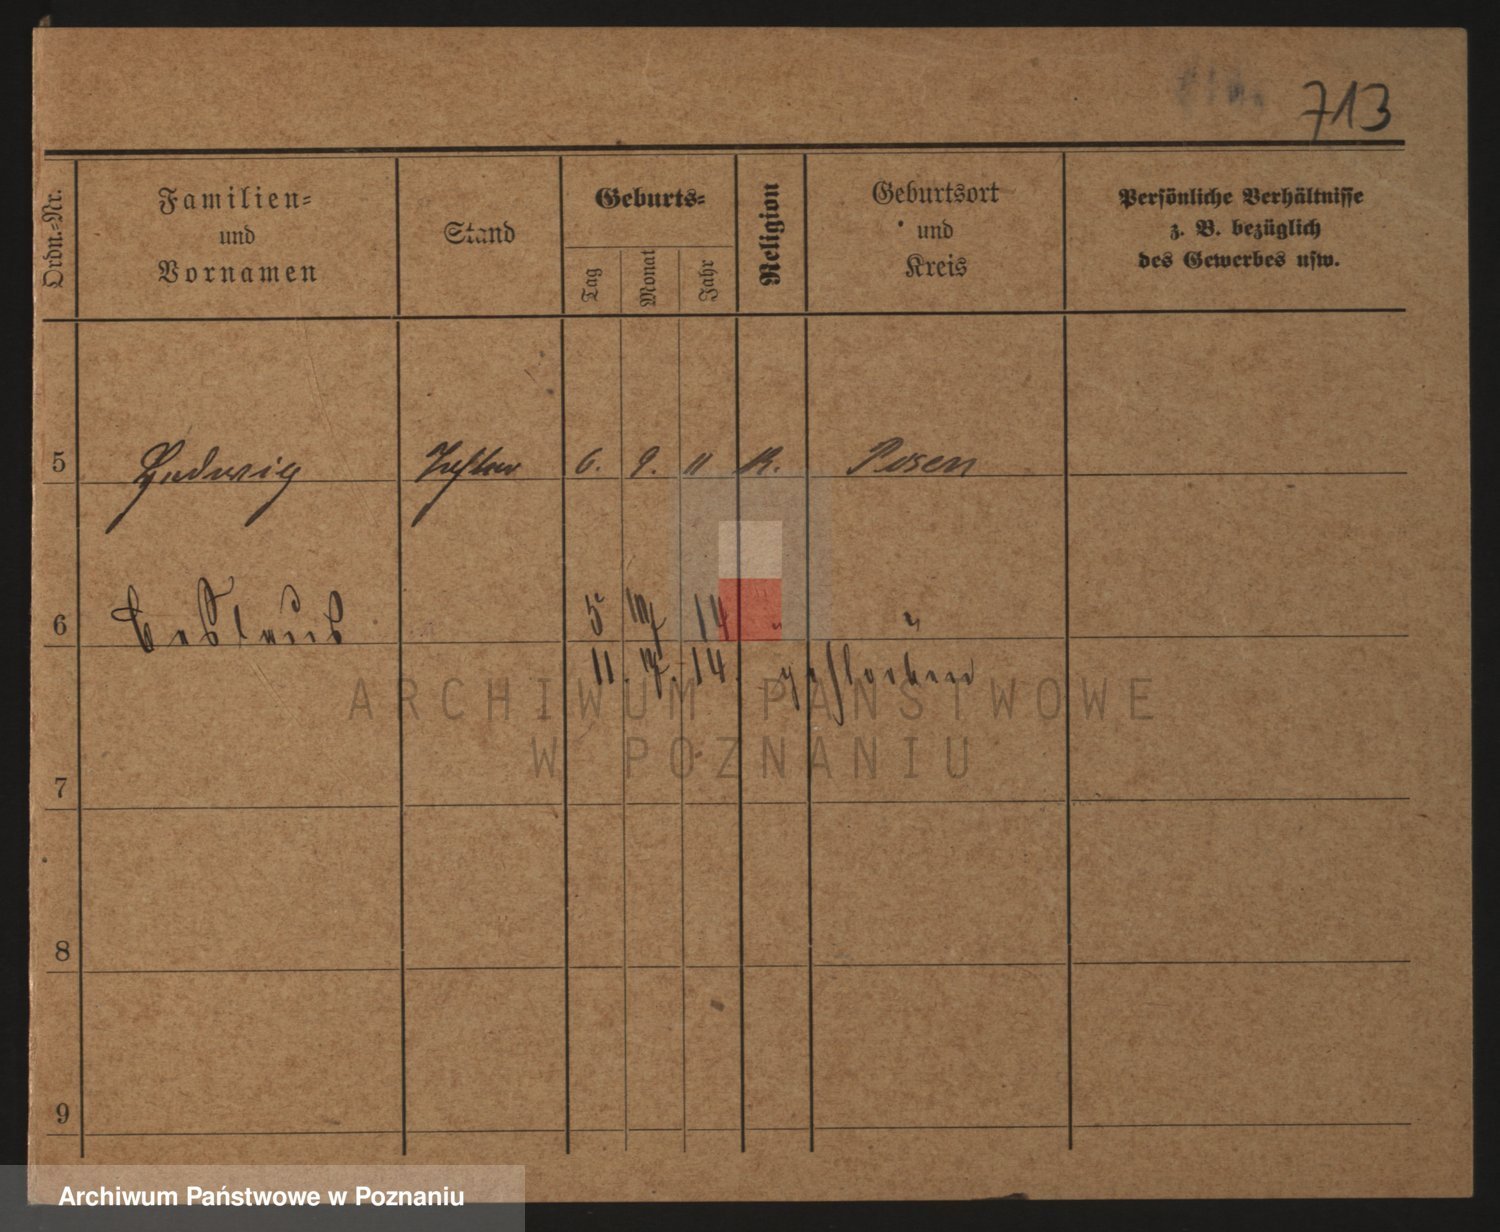 713
Ordn.-Nr.
Familien-
und
Vornamen
Stand
Geburts-
Tag
Monat
Jahr
Religion
Geburtsort
und
Kreis
Persönliche Verhältnisse
z. B. bezüglich
des Gewerbes usw.
5 Hedwig Tochter 6. 9. 11 K. Posen
6 5 14 " "
11. 14. gestorben
7
8
9
ARCHIWUM PAŃSTWOWE
W POZNANIU
Archiwum Państwowe w Poznaniu